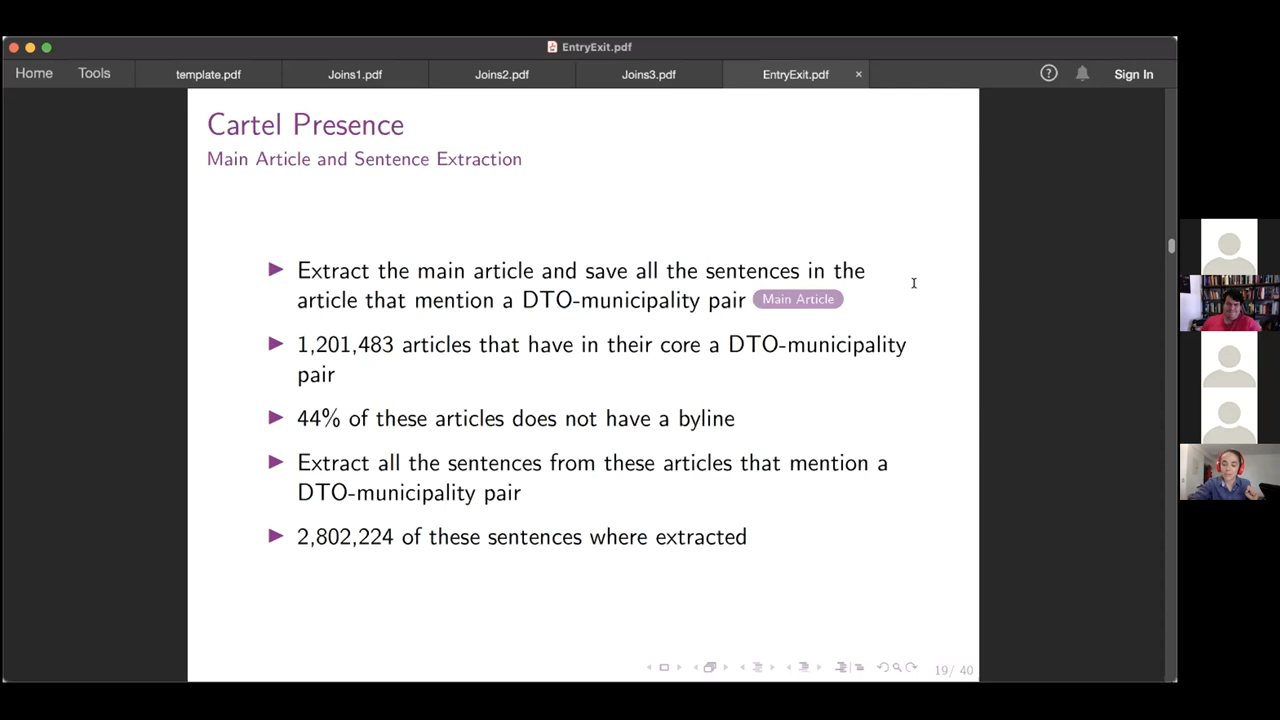 EntryExit.pdf
Home Tools template.pdf Joins1.pdf Joins2.pdf Joins3.pdf EntryExit.pdf × ? Sign In
Cartel Presence
Main Article and Sentence Extraction
▶ Extract the main article and save all the sentences in the
article that mention a DTO-municipality pair Main Article
▶ 1,201,483 articles that have in their core a DTO-municipality
pair
▶ 44% of these articles does not have a byline
▶ Extract all the sentences from these articles that mention a
DTO-municipality pair
▶ 2,802,224 of these sentences where extracted
19/ 40